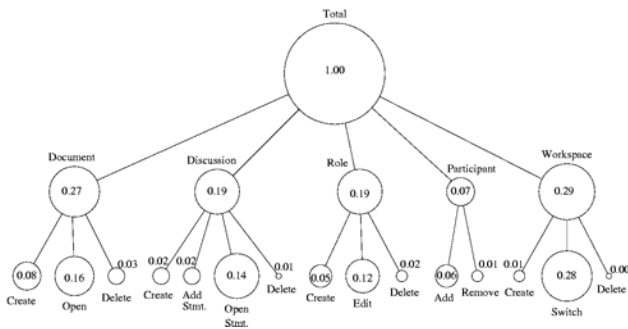 Total
1.00
Document
Discussion
Role
Participant
Workspace
0.27
0.19
0.19
0.07
0.29
0.08
0.16
0.03
0.02
0.02
0.14
0.01
0.05
0.12
0.02
0.06
0.01
0.01
0.28
0.00
Create
Open
Delete
Create
Add
Stmt.
Open
Stmt.
Delete
Create
Edit
Delete
Add
Remove
Create
Switch
Delete